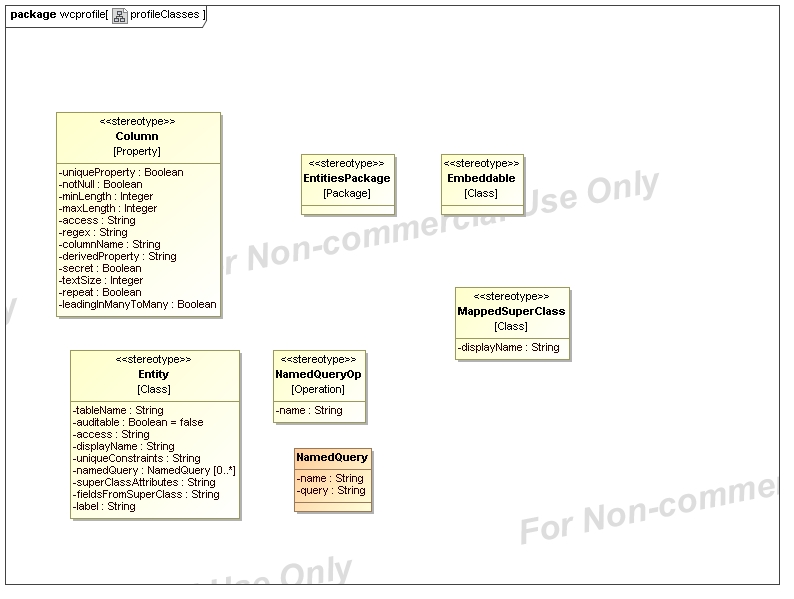 package wcprofile[ profileClasses ]
<<stereotype>>
Column
[Property]
-uniqueProperty : Boolean
-notNull : Boolean
-minLength : Integer
-maxLength : Integer
-access : String
-regex : String
-columnName : String
-derivedProperty : String
-secret : Boolean
-textSize : Integer
-repeat : Boolean
-leadingInManyToMany : Boolean
<<stereotype>>
EntitiesPackage
[Package]
<<stereotype>>
Embeddable
[Class]
r Non-commercial Use Only
<<stereotype>>
MappedSuperClass
[Class]
-displayName : String
<<stereotype>>
Entity
[Class]
-tableName : String
-auditable : Boolean = false
-access : String
-displayName : String
-uniqueConstraints : String
-namedQuery : NamedQuery [0..*]
-superClassAttributes : String
-fieldsFromSuperClass : String
-label : String
<<stereotype>>
NamedQueryOp
[Operation]
-name : String
NamedQuery
-name : String
-query : String
For Non-comme
Use Only